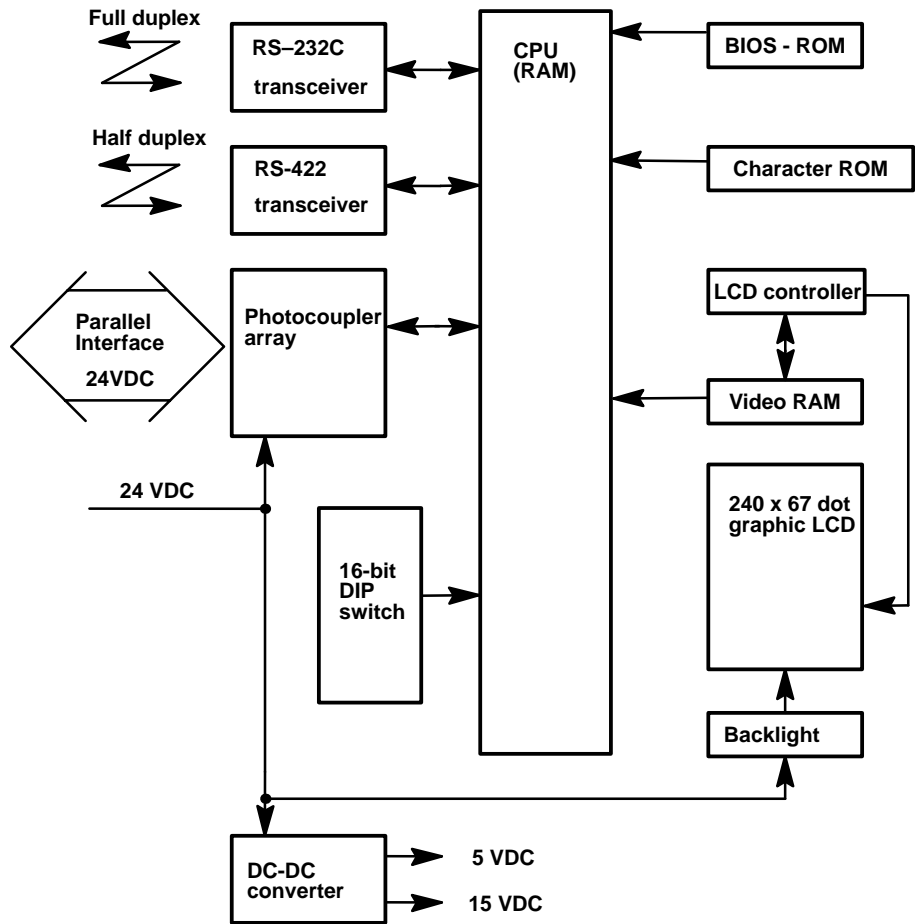 Full duplex
RS–232C
transceiver
CPU
(RAM)
BIOS - ROM
Half duplex
RS-422
transceiver
Character ROM
Parallel
Interface
24VDC
Photocoupler
array
LCD controller
Video RAM
24 VDC
240 x 67 dot
graphic LCD
16-bit
DIP
switch
Backlight
DC-DC
converter
5 VDC
15 VDC